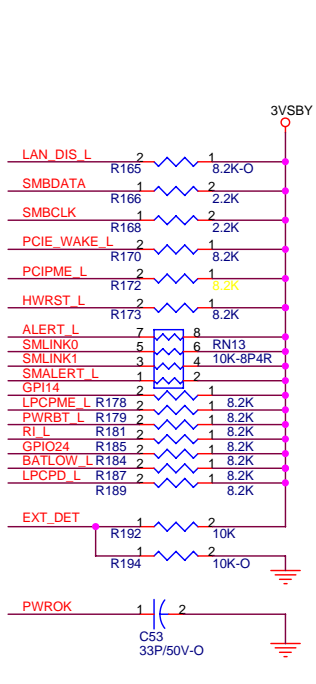 3VSBY
LAN_DIS_L 2 1
R165 8.2K-O
SMBDATA 1 2
R166 2.2K
SMBCLK 1 2
R168 2.2K
PCIE_WAKE_L 2 1
R170 8.2K
PCIPME_L 2 1
R172 8.2K
HWRST_L 2 1
R173 8.2K
ALERT_L 7 8
SMLINK0 5 6 RN13
SMLINK1 3 4 10K-8P4R
SMALERT_L 1 2
GPI14 2 1
LPCPME_L R178 2 1 8.2K
PWRBT_L R179 2 1 8.2K
RI_L R181 2 1 8.2K
GPIO24 R185 2 1 8.2K
BATLOW_L R184 2 1 8.2K
LPCPD_L R187 2 1 8.2K
R189 8.2K
EXT_DET 1 2
R192 10K
1 2
R194 10K-O
PWROK 1 2
C53
33P/50V-O